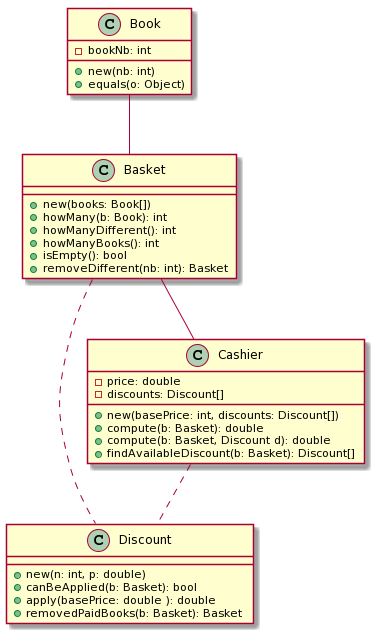 C Book
bookNb: int
new(nb: int)
equals(o: Object)
C Basket
new(books: Book[])
howMany(b: Book): int
howManyDifferent(): int
howManyBooks(): int
isEmpty(): bool
removeDifferent(nb: int): Basket
C Cashier
price: double
discounts: Discount[]
new(basePrice: int, discounts: Discount[])
compute(b: Basket): double
compute(b: Basket, Discount d): double
findAvailableDiscount(b: Basket): Discount[]
C Discount
new(n: int, p: double)
canBeApplied(b: Basket): bool
apply(basePrice: double ): double
removedPaidBooks(b: Basket): Basket